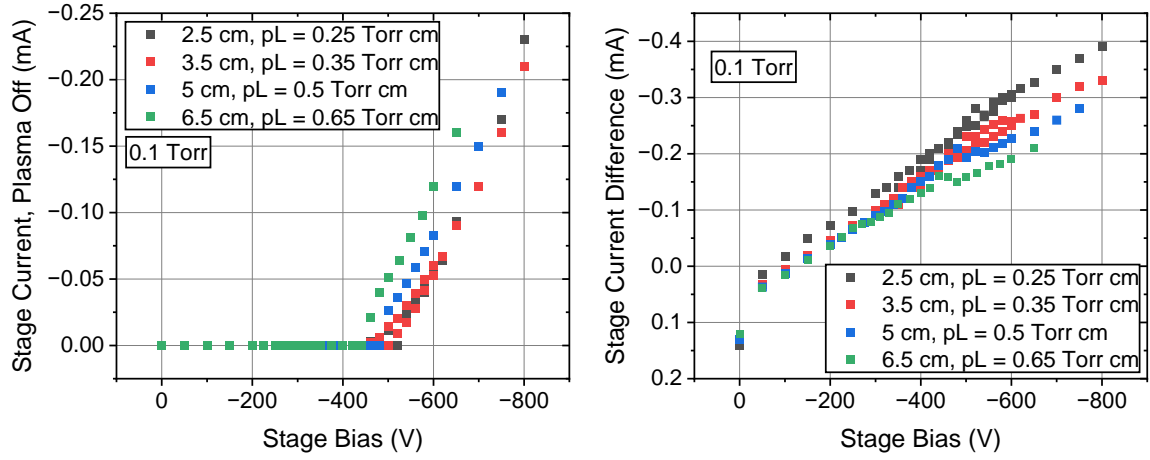 Stage Current, Plasma Off (mA)
−0.25
−0.20
−0.15
−0.10
−0.05
0.00
2.5 cm, pL = 0.25 Torr cm
3.5 cm, pL = 0.35 Torr cm
5 cm, pL = 0.5 Torr cm
6.5 cm, pL = 0.65 Torr cm
0.1 Torr
0 −200 −400 −600 −800
Stage Bias (V)
Stage Current Difference (mA)
−0.4
−0.3
−0.2
−0.1
0.0
0.1
0.2
0.1 Torr
2.5 cm, pL = 0.25 Torr cm
3.5 cm, pL = 0.35 Torr cm
5 cm, pL = 0.5 Torr cm
6.5 cm, pL = 0.65 Torr cm
0 −200 −400 −600 −800
Stage Bias (V)